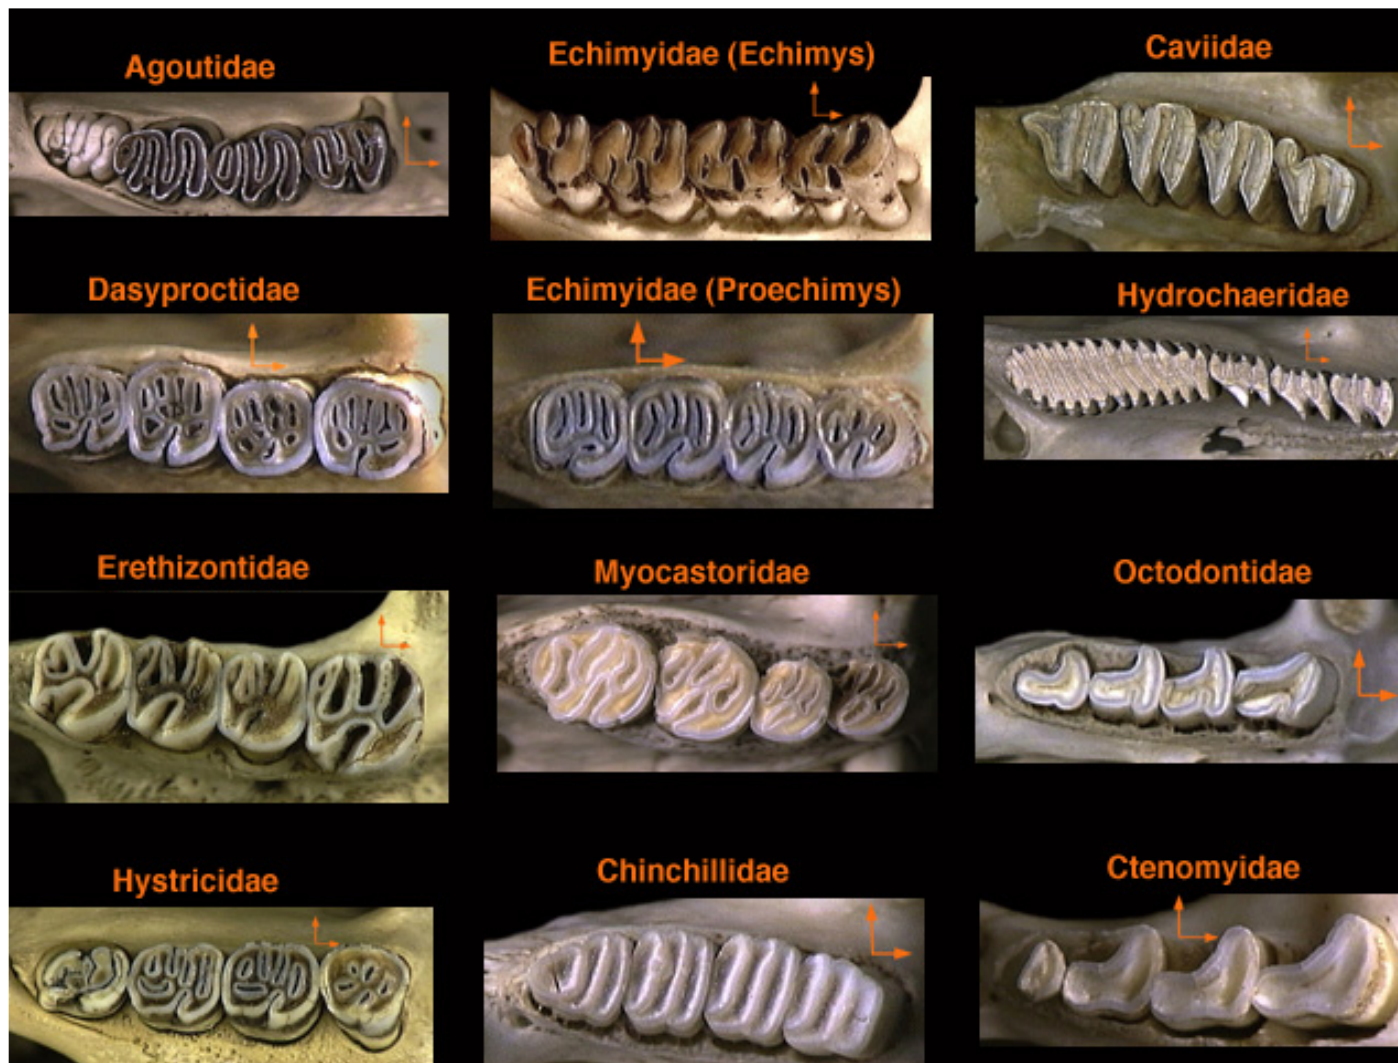 Agoutidae
Echimyidae (Echimys)
Caviidae
Dasyproctidae
Echimyidae (Proechimys)
Hydrochaeridae
Erethizontidae
Myocastoridae
Octodontidae
Hystricidae
Chinchillidae
Ctenomyidae